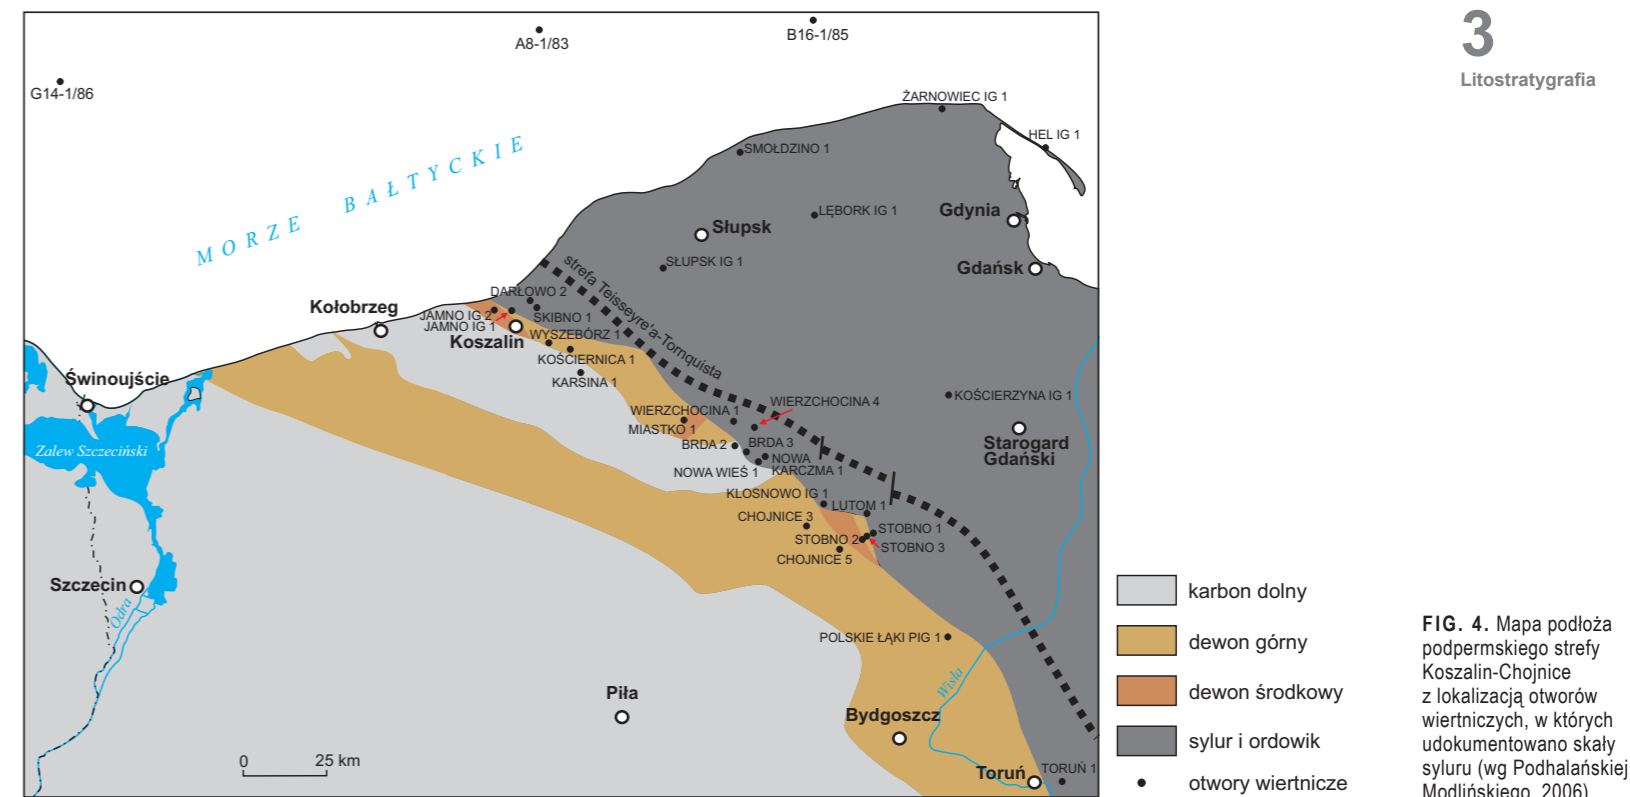 3
Litostratygrafia
A8-1/83
B16-1/85
G14-1/86
ŻARNOWIEC IG 1
HEL IG 1
MORZE BAŁTYCKIE
SMOŁDZINO 1
LĘBORK IG 1
Gdynia
Słupsk
SŁUPSK IG 1
Gdańsk
strefa Teisseyre'a-Tornquista
DARŁOWO 2
Kołobrzeg
JAMNO IG 2
SKIBNO 1
JAMNO IG 1
WYSZEBÓRZ 1
Koszalin
KOŚCIERNICA 1
KARSINA 1
Świnoujście
KOŚCIERZYNA IG 1
WIERZCHOCINA 4
WIERZCHOCINA 1
MIASTKO 1
Starogard
Gdański
BRDA 2
BRDA 3
Zalew Szczeciński
NOWA
KARCZMA 1
NOWA WIEŚ 1
KLOSNOWO IG 1
LUTOM 1
CHOJNICE 3
STOBNO 1
STOBNO 2
STOBNO 3
CHOJNICE 5
Szczecin
Odra
POLSKIE ŁĄKI PIG 1
Wisła
Piła
Bydgoszcz
0 25 km
Toruń
TORUŃ 1
karbon dolny
dewon górny
dewon środkowy
sylur i ordowik
otwory wiertnicze
FIG. 4. Mapa podłoża
podpermskiego strefy
Koszalin-Chojnice
z lokalizacją otworów
wiertniczych, w których
udokumentowano skały
syluru (wg Podhalańskiej
Modlińskiego, 2006)